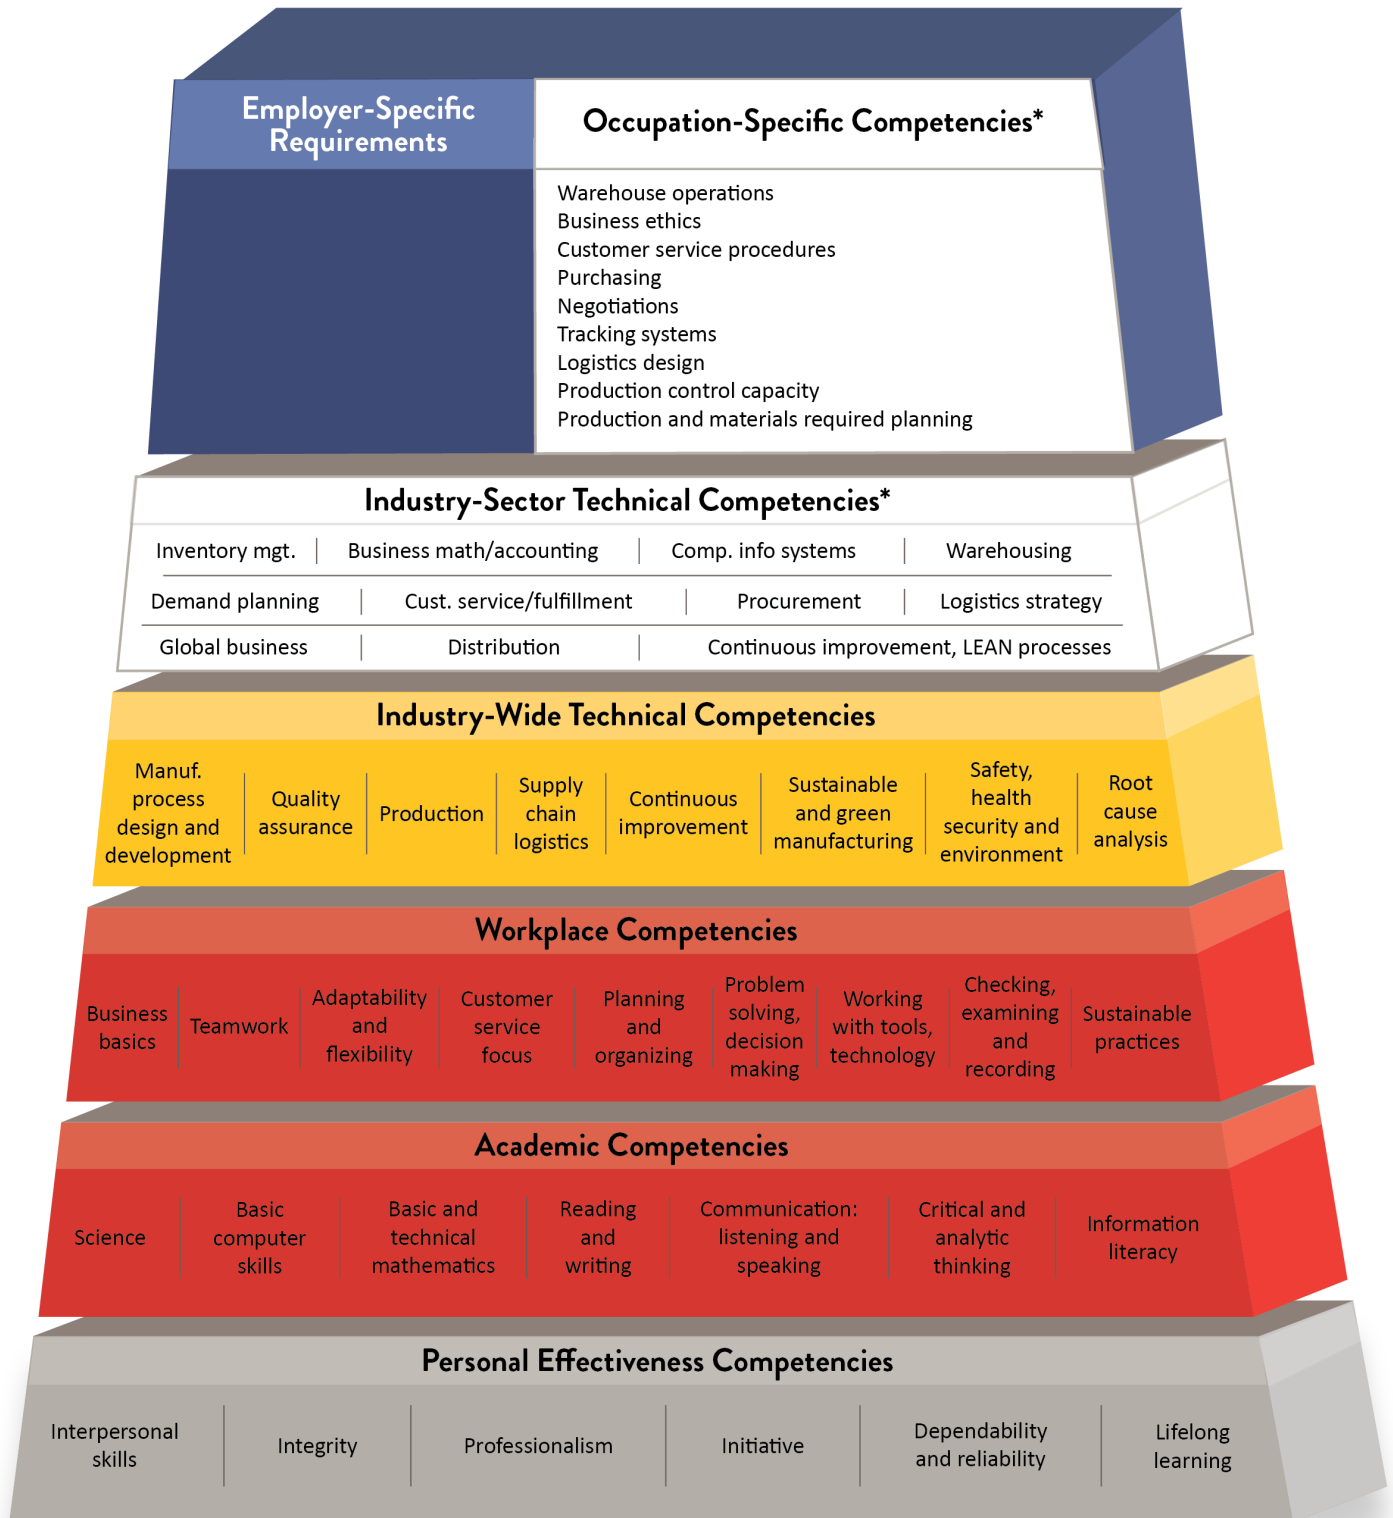 Employer-Specific
Requirements
Occupation-Specific Competencies*
Warehouse operations
Business ethics
Customer service procedures
Purchasing
Negotiations
Tracking systems
Logistics design
Production control capacity
Production and materials required planning
Industry-Sector Technical Competencies*
Inventory mgt. Business math/accounting Comp. info systems Warehousing
Demand planning Cust. service/fulfillment Procurement Logistics strategy
Global business Distribution Continuous improvement, LEAN processes
Industry-Wide Technical Competencies
Manuf.
process
design and
development
Quality
assurance
Production
Supply
chain
logistics
Continuous
improvement
Sustainable
and green
manufacturing
Safety,
health
security and
environment
Root
cause
analysis
Workplace Competencies
Business
basics
Teamwork
Adaptability
and
flexibility
Customer
service
focus
Planning
and
organizing
Problem
solving,
decision
making
Working
with tools,
technology
Checking,
examining
and
recording
Sustainable
practices
Academic Competencies
Science
Basic
computer
skills
Basic and
technical
mathematics
Reading
and
writing
Communication:
listening and
speaking
Critical and
analytic
thinking
Information
literacy
Personal Effectiveness Competencies
Interpersonal
skills
Integrity
Professionalism
Initiative
Dependability
and reliability
Lifelong
learning